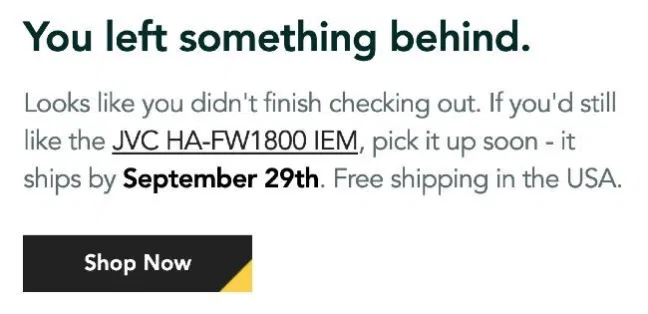 You left something behind.
Looks like you didn't finish checking out. If you'd still
like the JVC HA-FW1800 IEM, pick it up soon - it
ships by September 29th. Free shipping in the USA.
Shop Now